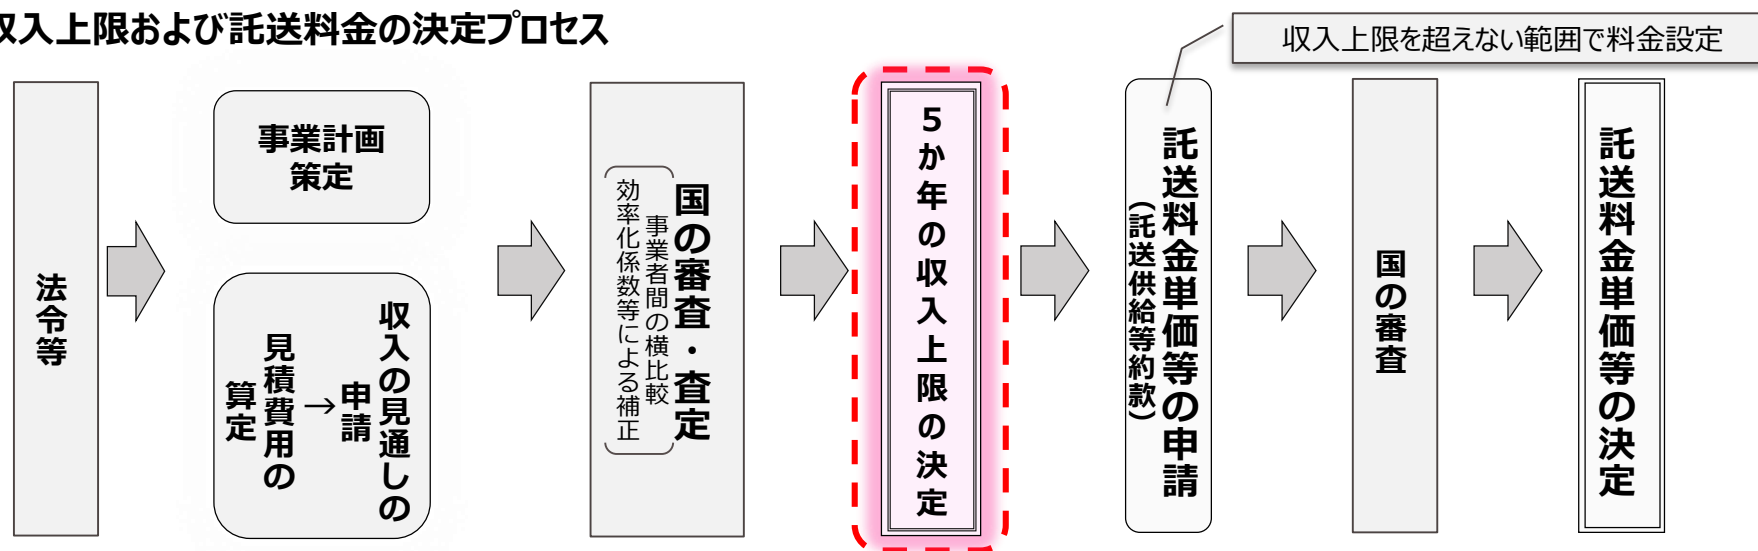 収入上限および託送料金の決定プロセス
収入上限を超えない範囲で料金設定
法令等
事業計画
策定
見積費用の
算定
→
収入の見通しの
申請
国の審査・査定
事業者間の横比較
効率化係数等による補正
5か年の収入上限の決定
託送料金単価等の申請
(託送供給等約款)
国の審査
託送料金単価等の決定